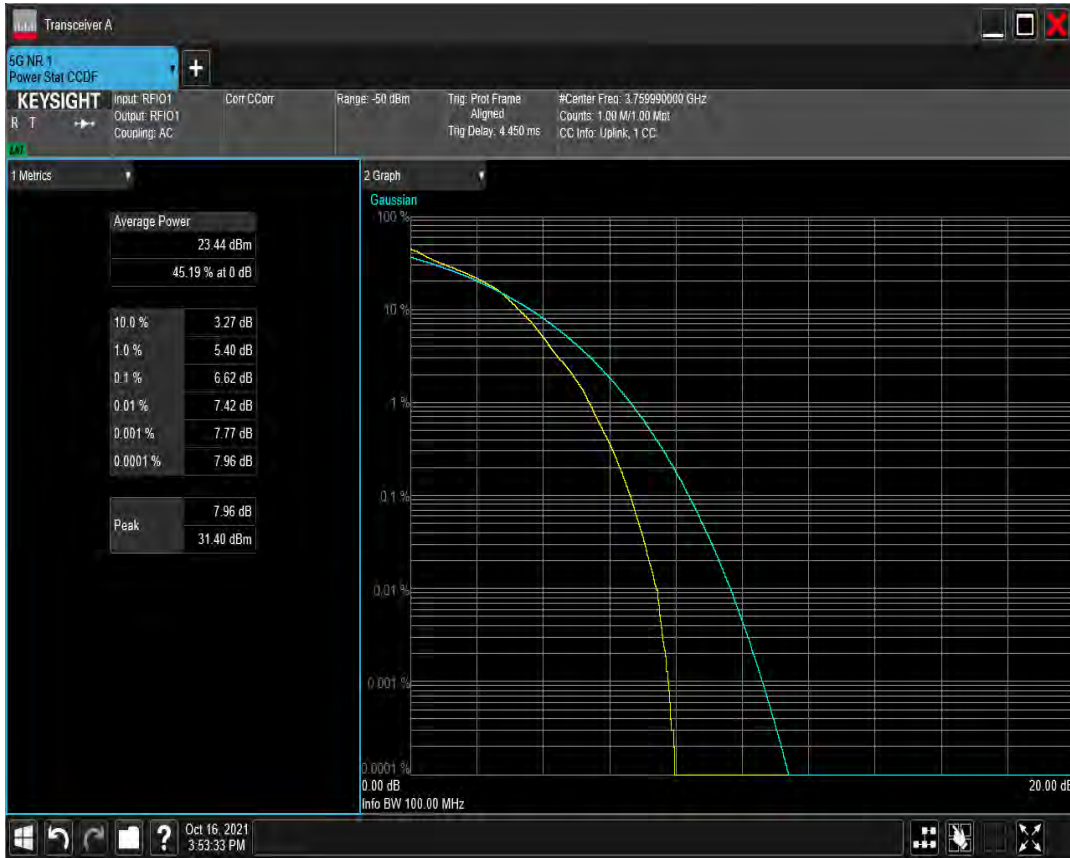 Transceiver A
5G NR 1
Power Stat CCDF
+
KEYSIGHT
R T
LXI
Input: RFIO1
Output: RFIO1
Coupling: AC
Corr CCorr
Range: -50 dBm
Trig: Prot Frame
Aligned
Trig Delay: 4.450 ms
#Center Freq: 3.759990000 GHz
Counts: 1.00 M/1.00 Mpt
CC Info: Uplink, 1 CC
1 Metrics
Average Power
23.44 dBm
45.19 % at 0 dB
10.0 % 3.27 dB
1.0 % 5.40 dB
0.1 % 6.62 dB
0.01 % 7.42 dB
0.001 % 7.77 dB
0.0001 % 7.96 dB
Peak 7.96 dB
31.40 dBm
2 Graph
Gaussian
100 %
10 %
1 %
0.1 %
0.01 %
0.001 %
0.0001 %
0.00 dB 20.00 dB
Info BW 100.00 MHz
? Oct 16, 2021
3:53:33 PM